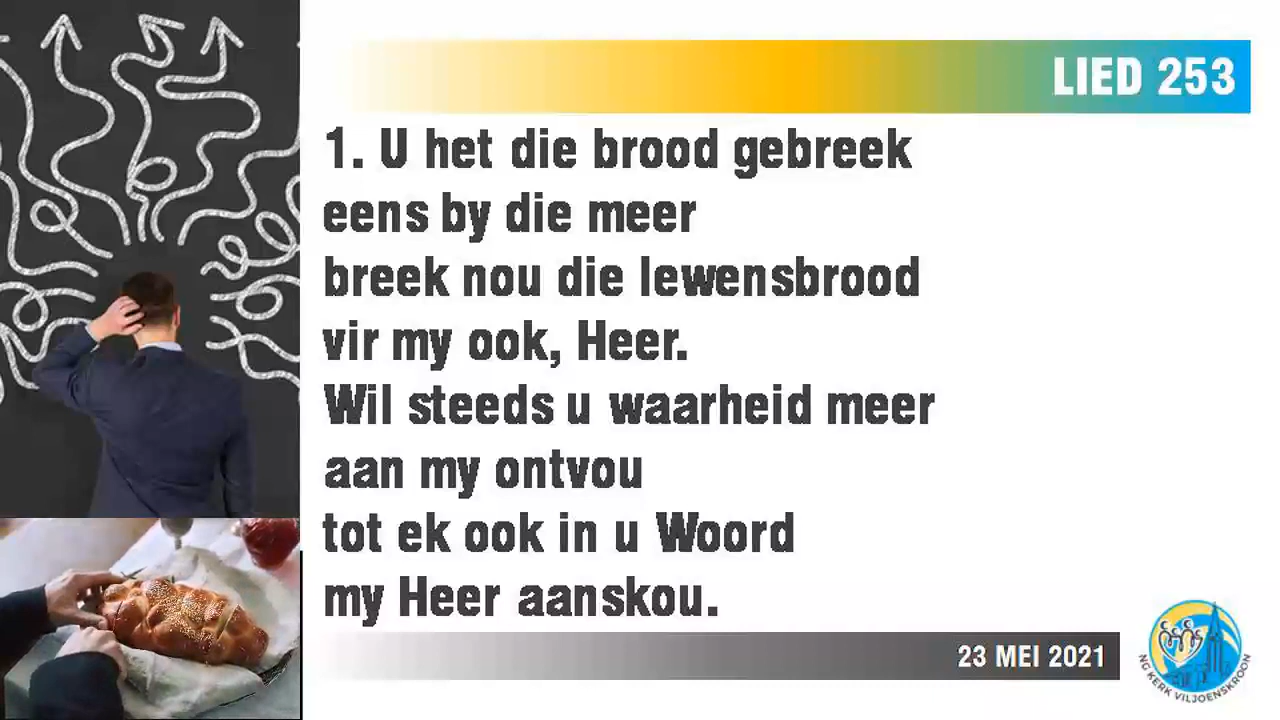 LIED 253
1. U het die brood gebreek
eens by die meer
breek nou die lewensbrood
vir my ook, Heer.
Wil steeds u waarheid meer
aan my ontvou
tot ek ook in u Woord
my Heer aanskou.
23 MEI 2021
NG KERK VILJOENSKROON